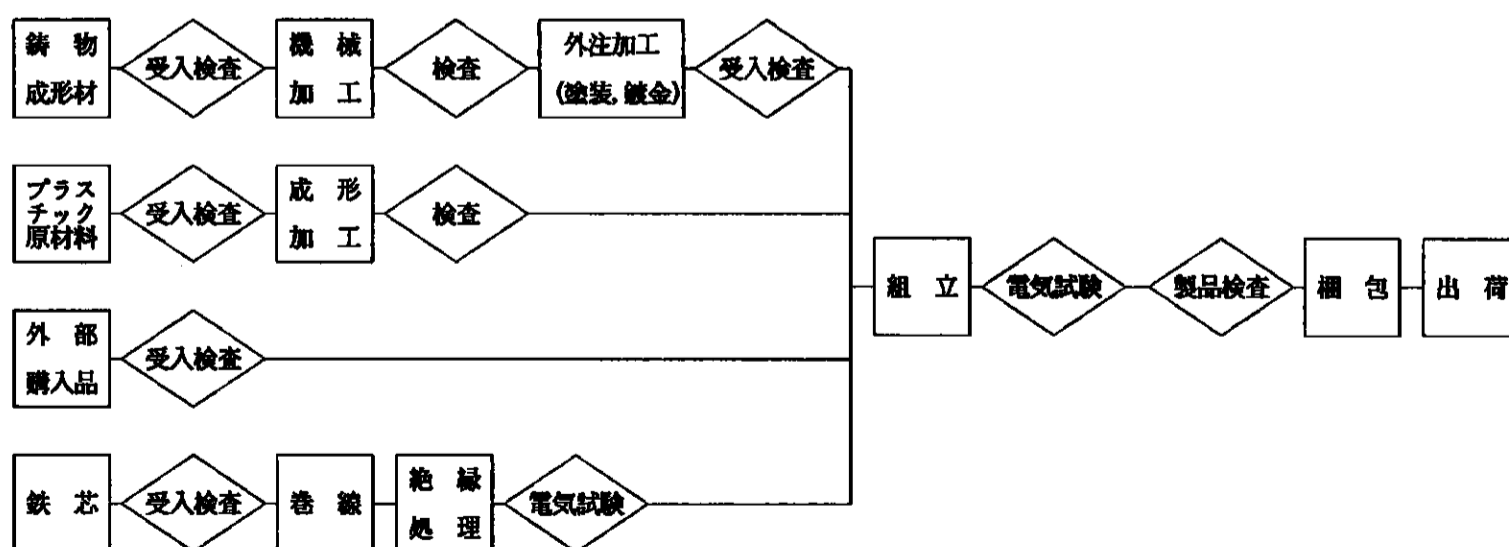 鋳物
成形材
受入検査
機械
加工
検査
外注加工
(塗装,鍍金)
受入検査
プラス
チック
原材料
受入検査
成形
加工
検査
外部
購入品
受入検査
鉄芯
受入検査
巻線
絶縁
処理
電気試験
組立
電気試験
製品検査
梱包
出荷